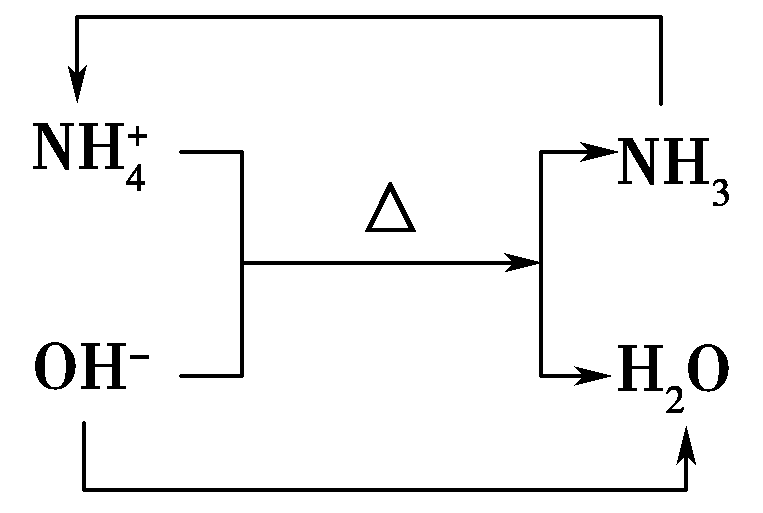 NH₄⁺ △ NH₃
OH⁻ H₂O